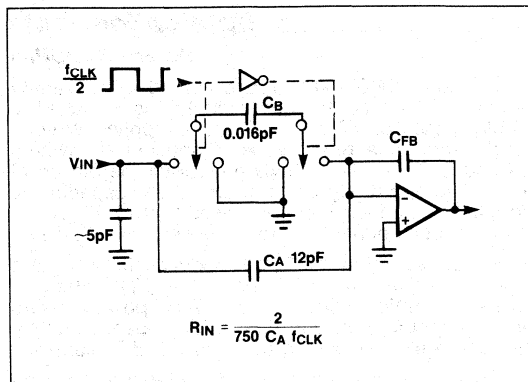 fCLK
2
CB
0.016pF
CFB
VIN
~5pF
-
+
CA 12pF
RIN = 2
750 CA fCLK